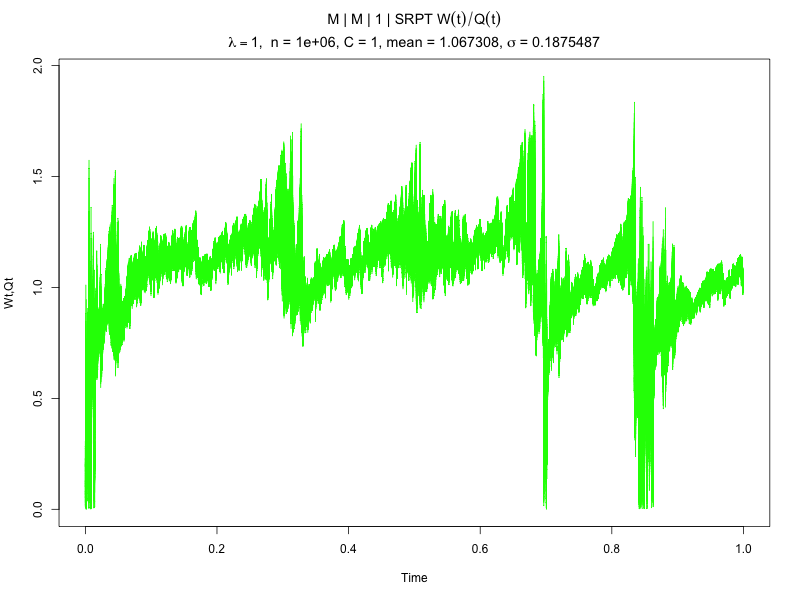 M | M | 1 | SRPT W(t)/Q(t)
λ = 1, n = 1e+06, C = 1, mean = 1.067308, σ = 0.1875487
2.0
1.5
1.0
0.5
0.0
Wt,Qt
0.0 0.2 0.4 0.6 0.8 1.0
Time